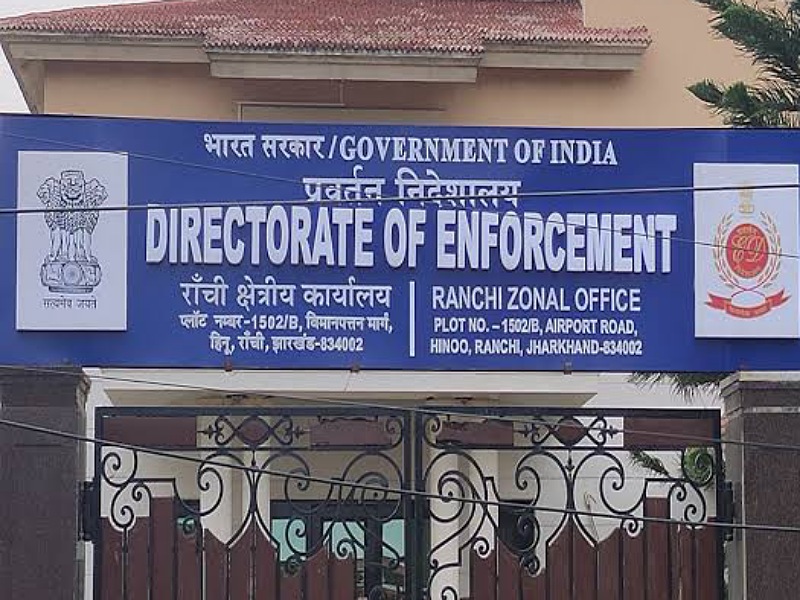 भारत सरकार/GOVERNMENT OF INDIA
प्रवर्तन निदेशालय
DIRECTORATE OF ENFORCEMENT
सत्यमेव जयते
ED
राँची क्षेत्रीय कार्यालय
प्लॉट नम्बर-1502/B, विमानपत्तन मार्ग,
हिनू, राँची, झारखंड-834002
RANCHI ZONAL OFFICE
PLOT NO. – 1502/B, AIRPORT ROAD,
HINOO, RANCHI, JHARKHAND-834002